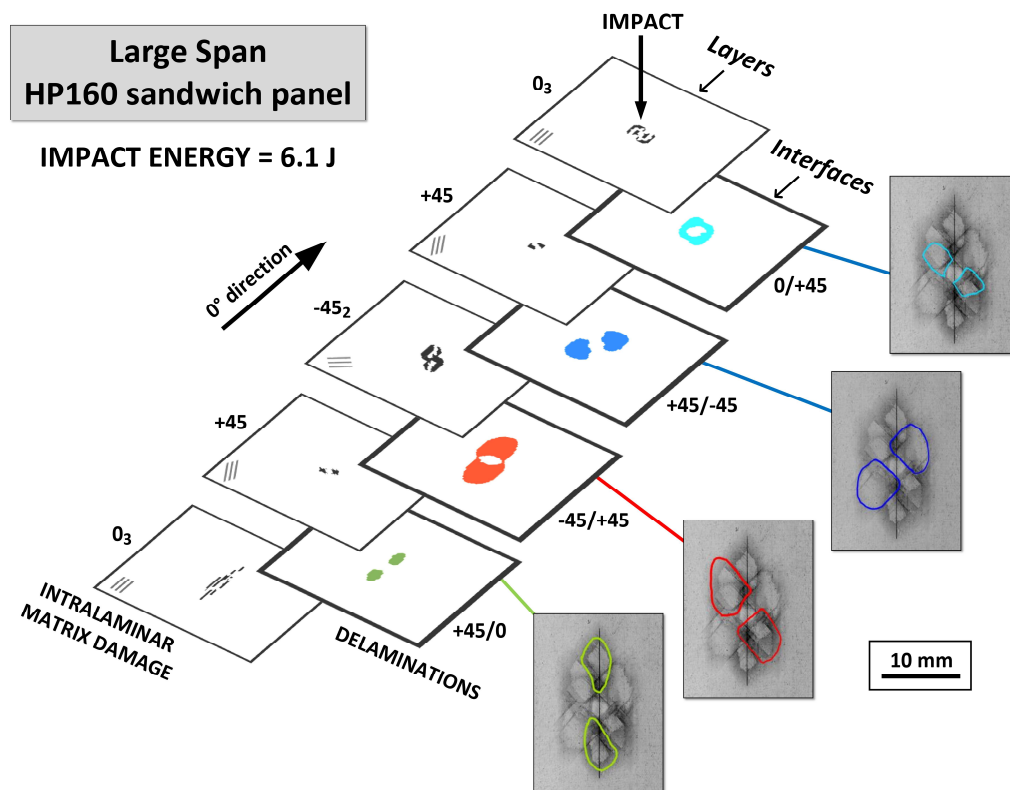 Large Span
HP160 sandwich panel
IMPACT ENERGY = 6.1 J
IMPACT
Layers
Interfaces
0₃
+45
-45₂
+45
0₃
0° direction
0/+45
+45/-45
-45/+45
+45/0
INTRALAMINAR
MATRIX DAMAGE
DELAMINATIONS
10 mm